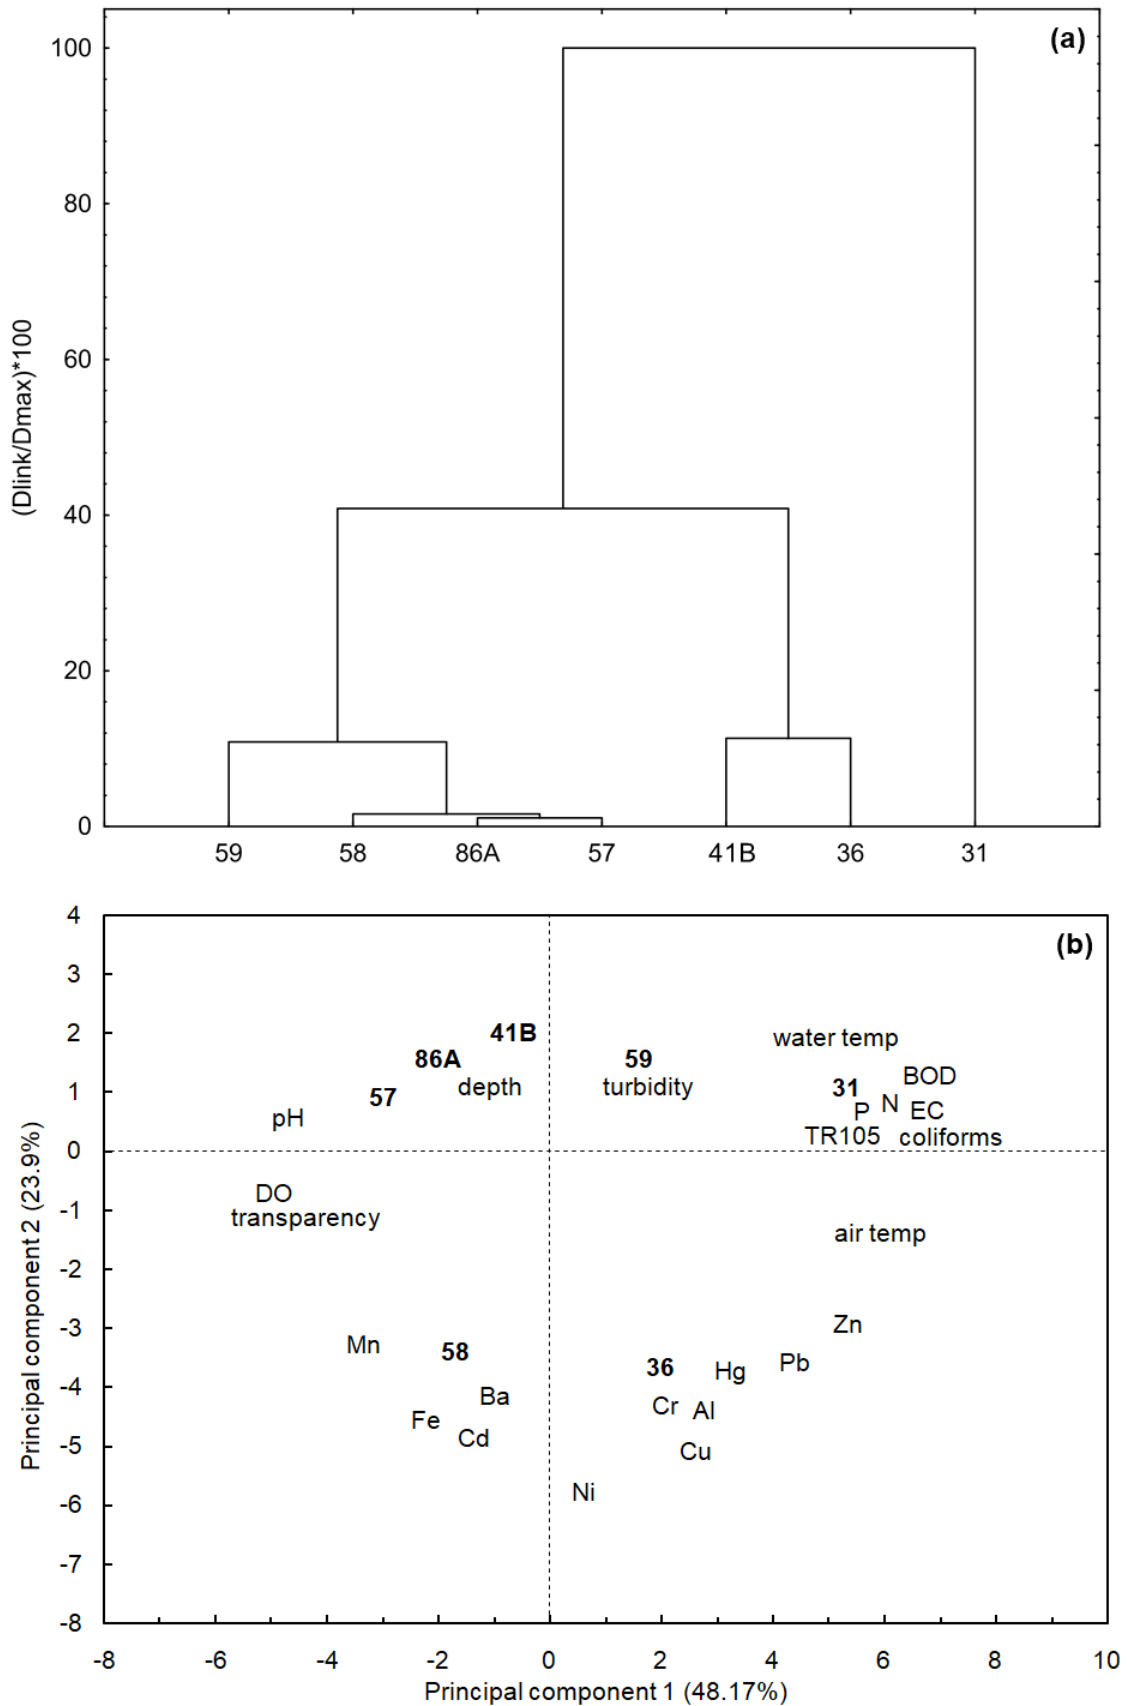 (a)
100
80
60
40
20
0
(Dlink/Dmax)*100
59 58 86A 57 41B 36 31
(b)
4
3
2
1
0
-1
-2
-3
-4
-5
-6
-7
-8
Principal component 2 (23.9%)
41B
water temp
86A
59
depth
turbidity
BOD
57
31
pH
P
N
EC
TR105
coliforms
DO
transparency
air temp
Mn
58
Zn
36
Hg
Pb
Ba
Fe
Cr
Al
Cd
Cu
Ni
-8 -6 -4 -2 0 2 4 6 8 10
Principal component 1 (48.17%)